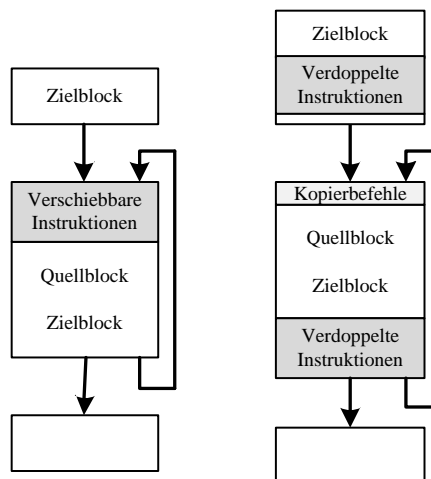 Zielblock
Verschiebbare
Instruktionen
Quellblock
Zielblock
Zielblock
Verdoppelte
Instruktionen
Kopierbefehle
Quellblock
Zielblock
Verdoppelte
Instruktionen